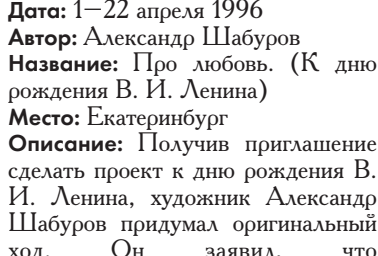 Дата: 1–22 апреля 1996
Автор: Александр Шабуров
Название: Про любовь. (К дню
рождения В. И. Ленина)
Место: Екатеринбург
Описание: Получив приглашение
сделать проект к дню рождения В.
И. Ленина, художник Александр
Шабуров придумал оригинальный
ход. Он заявил, что